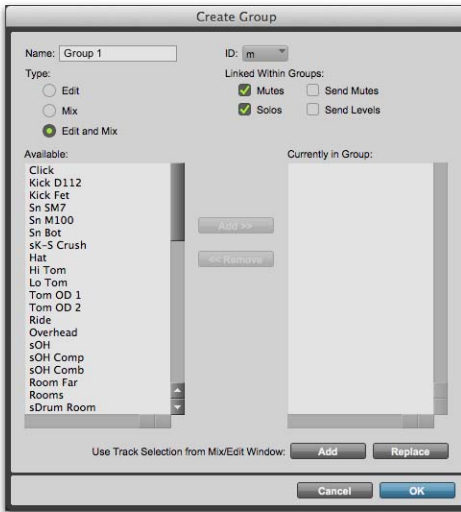 Create Group
Name: Group 1
ID: m
Type:
Edit
Mix
Edit and Mix
Linked Within Groups:
Mutes
Send Mutes
Solos
Send Levels
Available:
Click
Kick D112
Kick Fet
Sn SM7
Sn M100
Sn Bot
sK-S Crush
Hat
Hi Tom
Lo Tom
Tom OD 1
Tom OD 2
Ride
Overhead
sOH
sOH Comp
sOH Comb
Room Far
Rooms
sDrum Room
Add >>
<< Remove
Currently in Group:
Use Track Selection from Mix/Edit Window:
Add
Replace
Cancel
OK